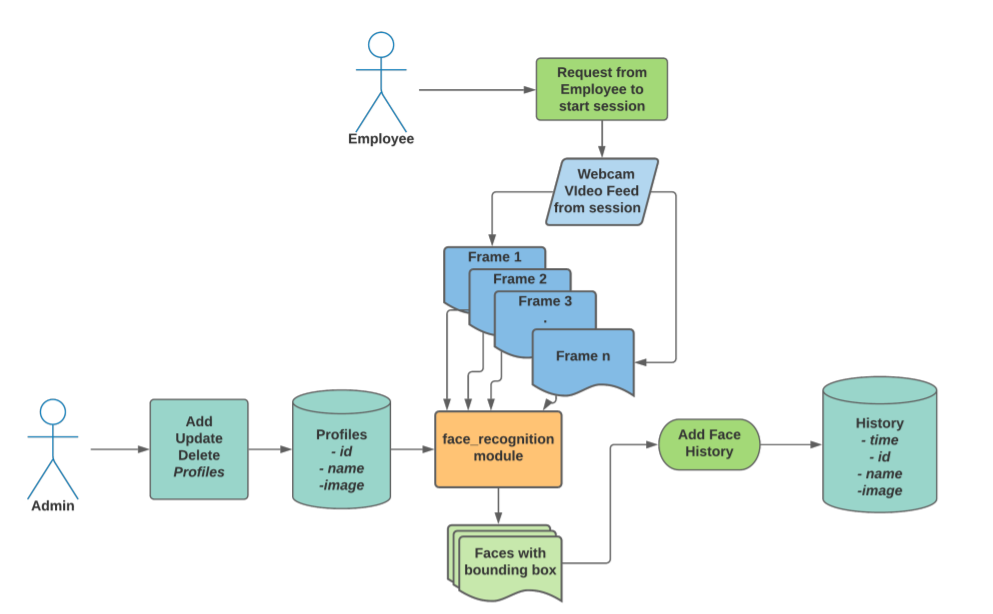 Employee
Request from
Employee to
start session
Webcam
VIdeo Feed
from session
Frame 1
Frame 2
Frame 3
.
Frame n
Admin
Add
Update
Delete
Profiles
Profiles
- id
- name
-image
face_recognition
module
Faces with
bounding box
Add Face
History
History
- time
- id
- name
-image